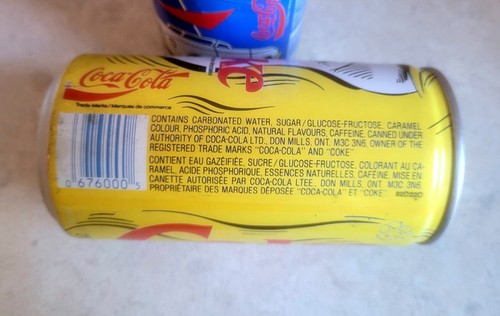 Coca-Cola
Trade Marks/Marques de commerce
ke
CONTAINS CARBONATED WATER, SUGAR/GLUCOSE-FRUCTOSE, CARAMEL
COLOUR, PHOSPHORIC ACID, NATURAL FLAVOURS, CAFFEINE. CANNED UNDER
AUTHORITY OF COCA-COLA LTD., DON MILLS, ONT. M3C 3N6, OWNER OF THE
REGISTERED TRADE MARKS "COCA-COLA" AND "COKE"
CONTIENT EAU GAZÉIFIÉE, SUCRE/GLUCOSE-FRUCTOSE, COLORANT AU CA-
RAMEL, ACIDE PHOSPHORIQUE, ESSENCES NATURELLES, CAFÉINE. MISE EN
CANETTE AUTORISÉE PAR COCA-COLA LTEE., DON MILLS, ONT. M3C 3N6,
PROPRIÉTAIRE DES MARQUES DÉPOSÉE "COCA-COLA" ET "COKE"
0 676000 5